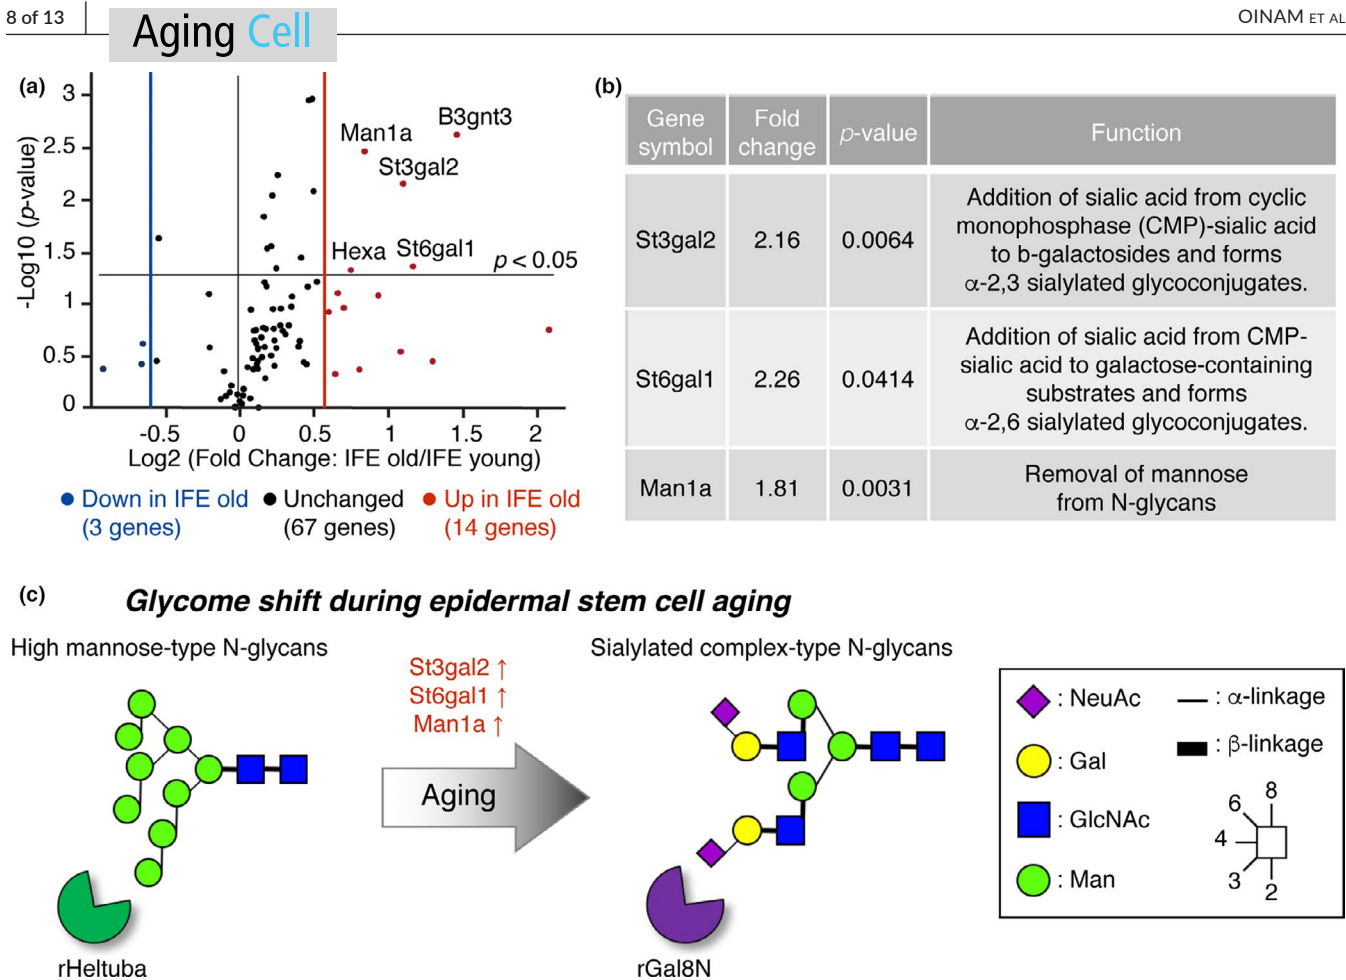 8 of 13
Aging Cell
OINAM ET AL
(a)
3
2.5
2
1.5
1
0.5
0
-Log10 (p-value)
B3gnt3
Man1a
St3gal2
Hexa
St6gal1
p < 0.05
-0.5
0
0.5
1
1.5
2
Log2 (Fold Change: IFE old/IFE young)
Down in IFE old
(3 genes)
Unchanged
(67 genes)
Up in IFE old
(14 genes)
(b)
Gene symbol
Fold change
p-value
Function
St3gal2
2.16
0.0064
Addition of sialic acid from cyclic
monophosphase (CMP)-sialic acid
to b-galactosides and forms
α-2,3 sialylated glycoconjugates.
St6gal1
2.26
0.0414
Addition of sialic acid from CMP-
sialic acid to galactose-containing
substrates and forms
α-2,6 sialylated glycoconjugates.
Man1a
1.81
0.0031
Removal of mannose
from N-glycans
(c)
Glycome shift during epidermal stem cell aging
High mannose-type N-glycans
St3gal2 ↑
St6gal1 ↑
Man1a ↑
Aging
Sialylated complex-type N-glycans
rHeltuba
rGal8N
: NeuAc
: Gal
: GlcNAc
: Man
: α-linkage
: β-linkage
8
6
4
3
2